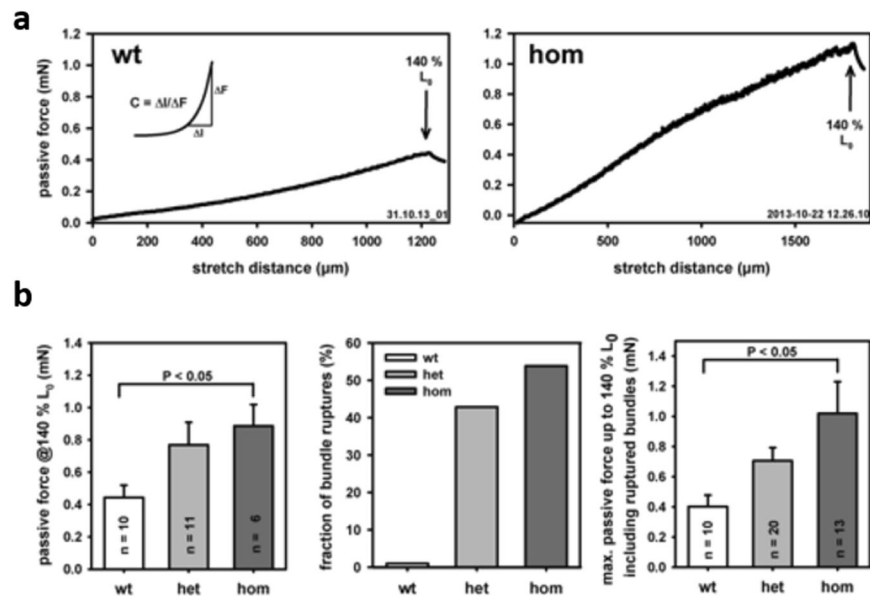 a
wt
hom
passive force (mN)
1.2
1.0
0.8
0.6
0.4
0.2
0.0
C = Δl/ΔF
ΔF
Δl
140 %
L0
31.10.13_01
0 200 400 600 800 1000 1200
stretch distance (µm)
1.2
1.0
0.8
0.6
0.4
0.2
0.0
140 %
L0
2013-10-22 12.26.10
0 500 1000 1500
stretch distance (µm)
b
passive force @140 % L0 (mN)
1.4
1.2
1.0
0.8
0.6
0.4
0.2
0.0
P < 0.05
n = 10
n = 11
n = 6
wt het hom
fraction of bundle ruptures (%)
60
50
40
30
20
10
0
wt
het
hom
wt het hom
max. passive force up to 140 % L0
including ruptured bundles (mN)
1.4
1.2
1.0
0.8
0.6
0.4
0.2
0.0
P < 0.05
n = 10
n = 20
n = 13
wt het hom